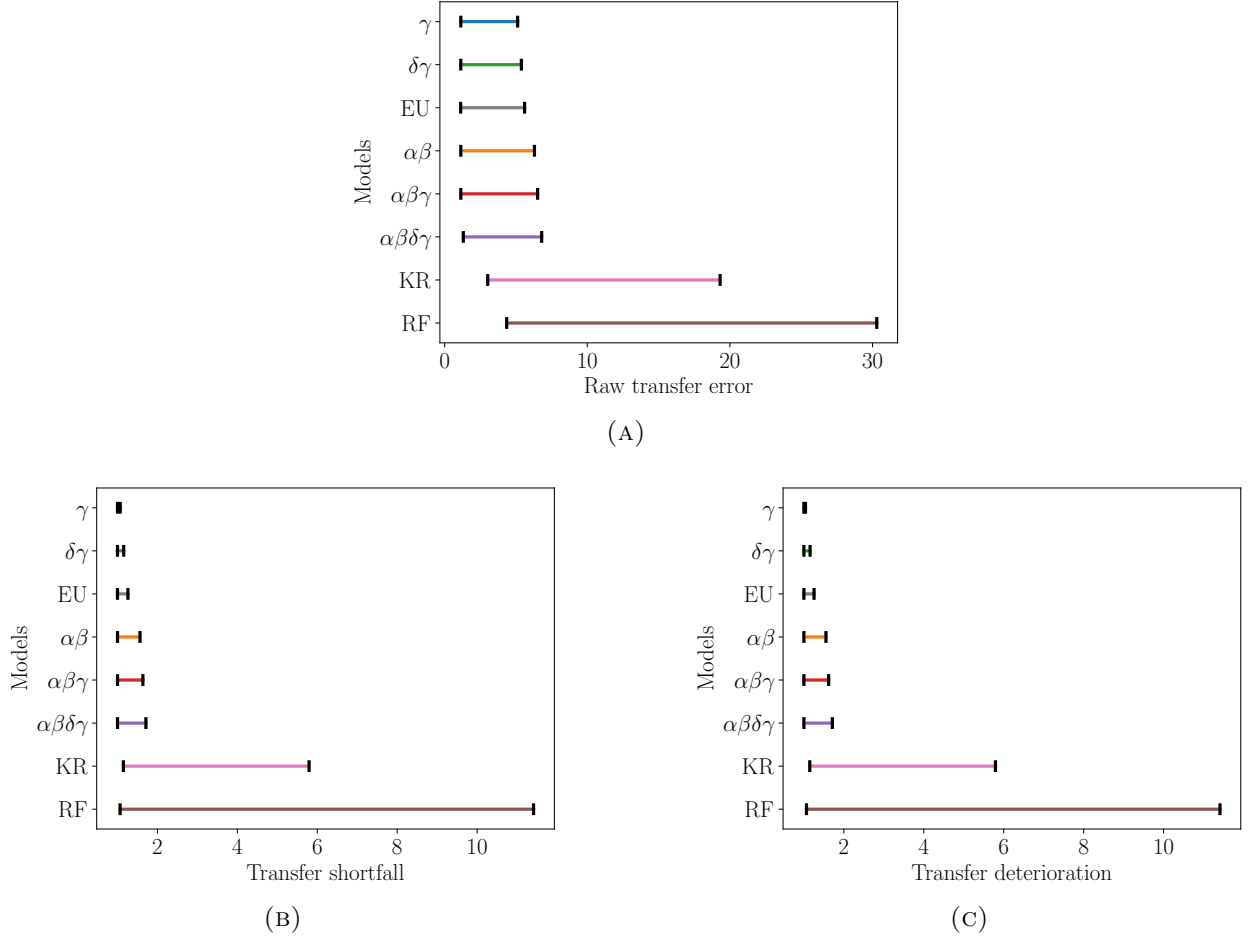 γ
δγ
EU
αβ
αβγ
αβδγ
KR
RF
Models
0 10 20 30
Raw transfer error
(A)
γ
δγ
EU
αβ
αβγ
αβδγ
KR
RF
Models
2 4 6 8 10
Transfer shortfall
(B)
γ
δγ
EU
αβ
αβγ
αβδγ
KR
RF
Models
2 4 6 8 10
Transfer deterioration
(C)